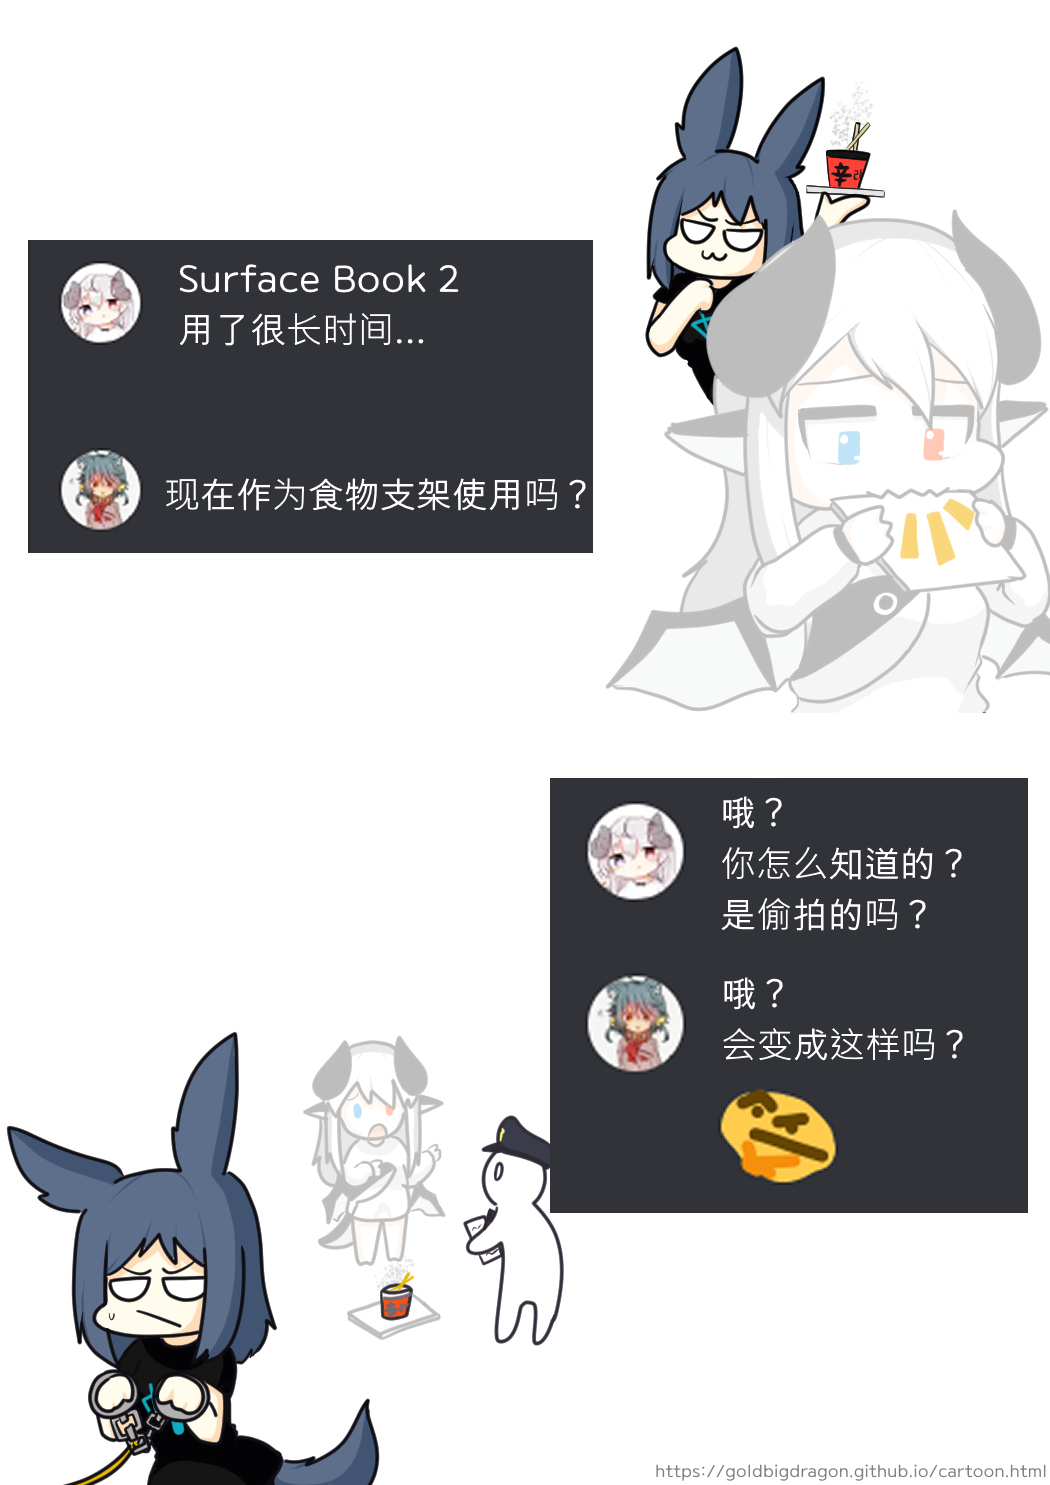 辛라
Surface Book 2
用了很长时间...
现在作为食物支架使用吗？
哦？
你怎么知道的？
是偷拍的吗？
哦？
会变成这样吗？
https://goldbigdragon.github.io/cartoon.html